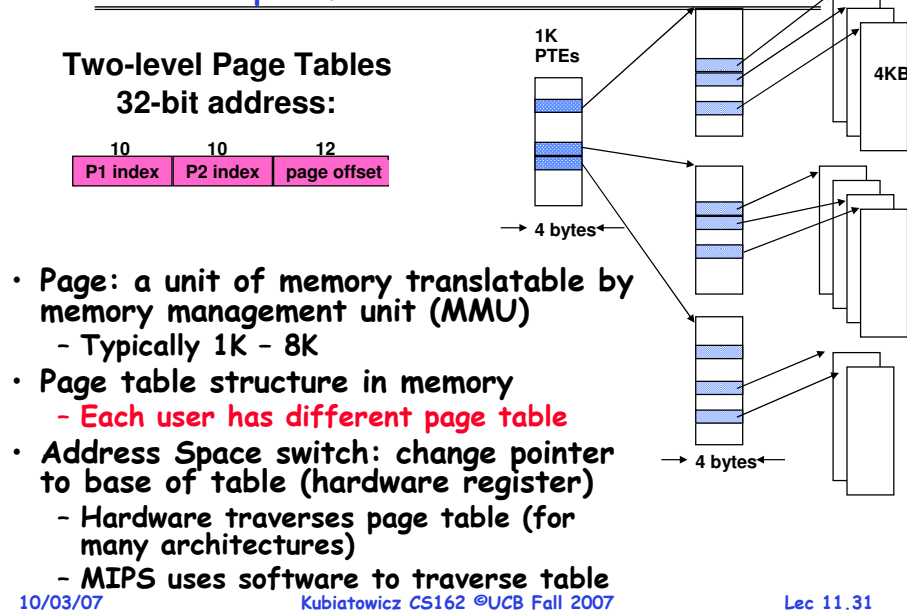 Two-level Page Tables
32-bit address:
10 10 12
P1 index P2 index page offset
1K
PTEs
4KB
→ 4 bytes←
→ 4 bytes←
• Page: a unit of memory translatable by
memory management unit (MMU)
– Typically 1K – 8K
• Page table structure in memory
– Each user has different page table
• Address Space switch: change pointer
to base of table (hardware register)
– Hardware traverses page table (for
many architectures)
– MIPS uses software to traverse table
10/03/07 Kubiatowicz CS162 ©UCB Fall 2007 Lec 11.31